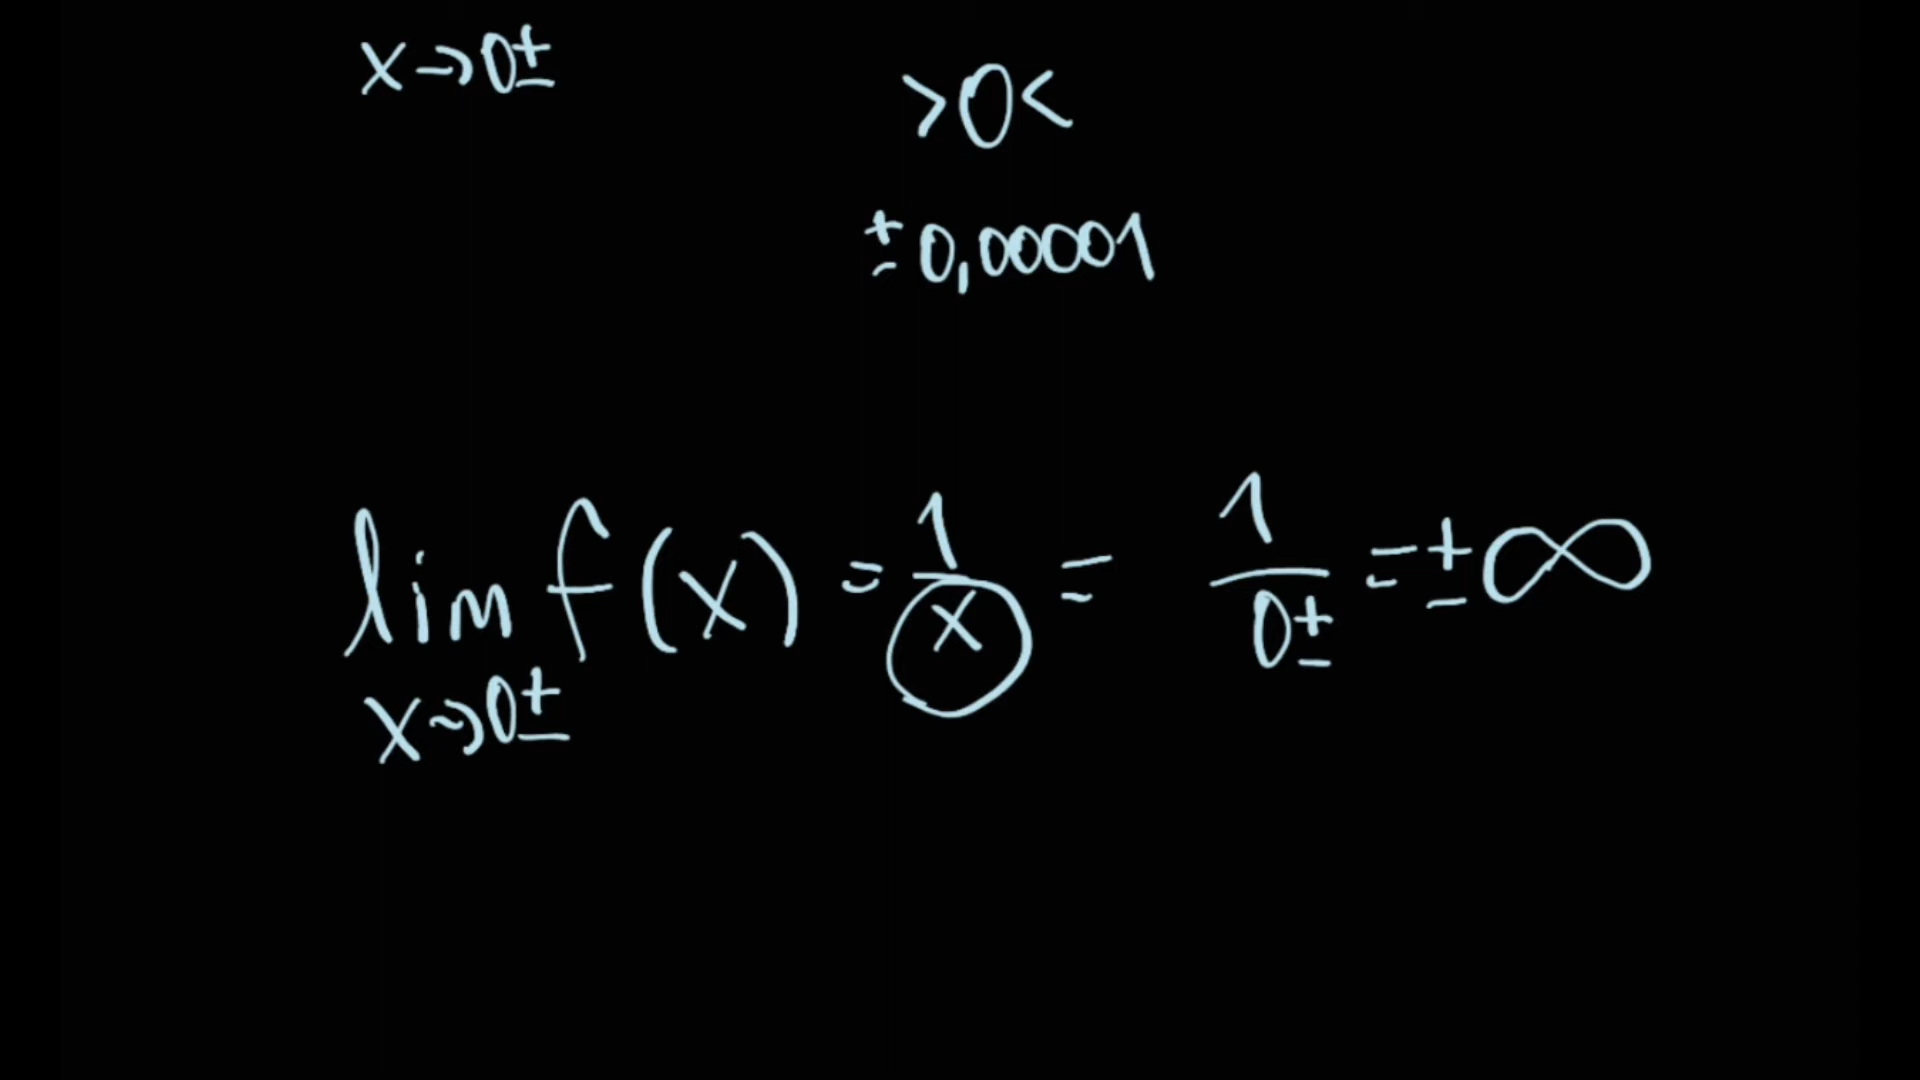 x→0±
>0<
±0,00001
lim f(x) = 1/x = 1/0± = ±∞
x→0±